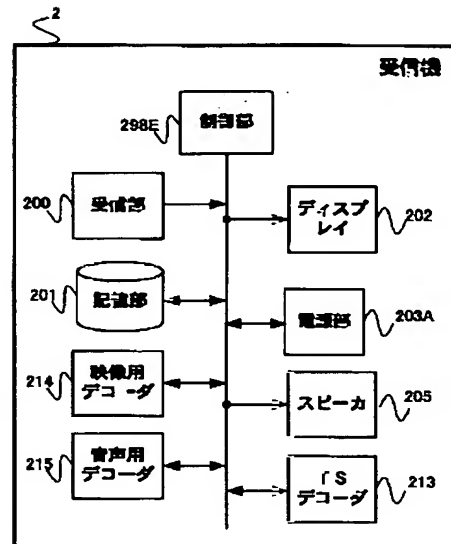 2
受信機
制御部
298E
200
受信部
ディスプ
レイ
202
201
記憶部
電源部
203A
映像用
デコーダ
214
スピーカ
205
音声用
デコーダ
215
TS
デコーダ
213